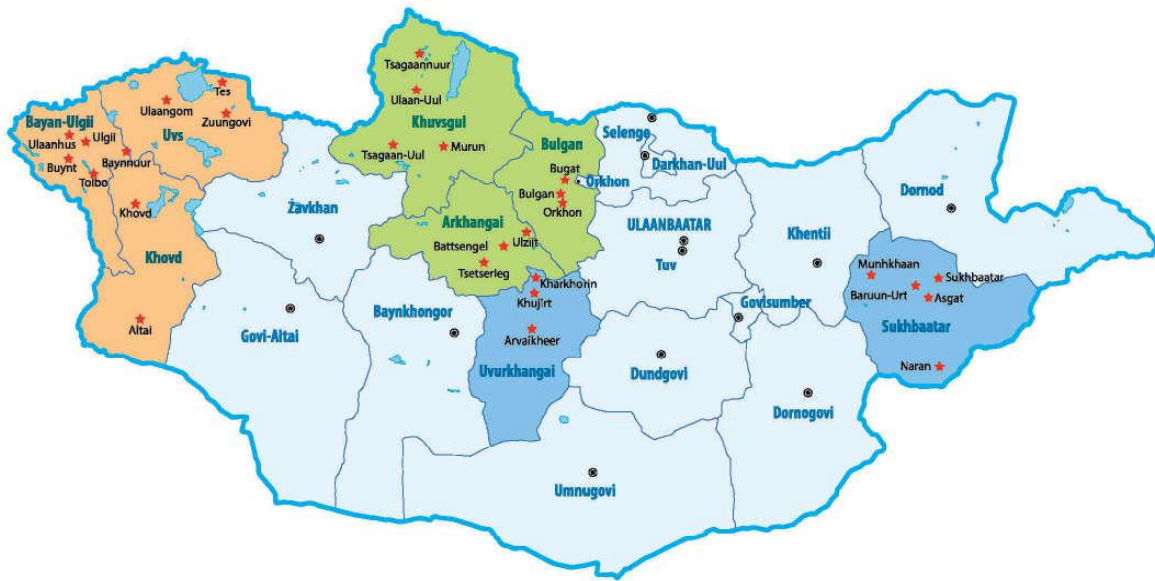 Tsagaannuur
Ulaan-Uul
Khuvsgul
Tsagaan-Uul
Murun
Tes
Ulaangom
Zuungovi
Uvs
Bayan-Ulgii
Ulaanhus
Ulgii
Buynt
Baynnuur
Tolbo
Khovd
Khovd
Altai
Bulgan
Bugat
Bulgan
Orkhon
Orkhon
Selenge
Darkhan-Uul
Zavkhan
Arkhangai
Battsengel
Ulziit
Tsetserleg
Kharkhorin
Khujirt
Arvaikheer
Uvurkhangai
ULAANBAATAR
Tuv
Khentii
Dornod
Munhkhaan
Sukhbaatar
Baruun-Urt
Asgat
Sukhbaatar
Naran
Govisumber
Govi-Altai
Baynkhongor
Dundgovi
Dornogovi
Umnugovi